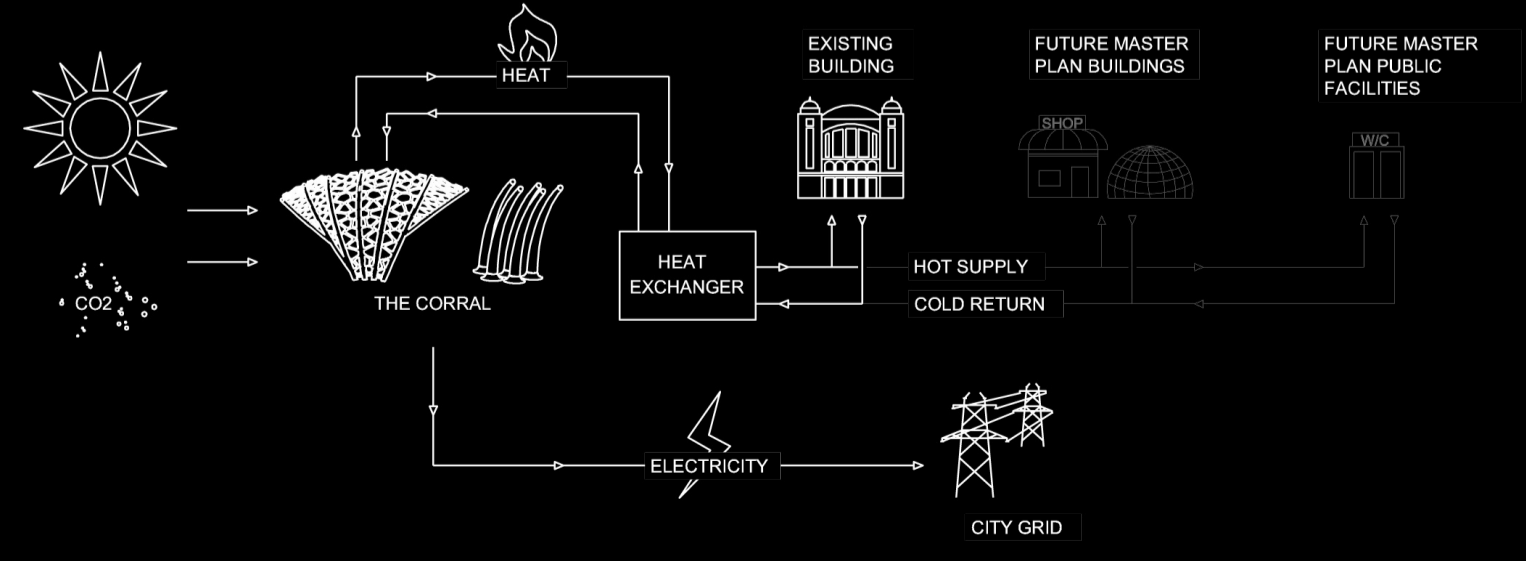 EXISTING
BUILDING
FUTURE MASTER
PLAN BUILDINGS
FUTURE MASTER
PLAN PUBLIC
FACILITIES
HEAT
SHOP
W/C
HEAT
EXCHANGER
HOT SUPPLY
COLD RETURN
CO2
THE CORRAL
ELECTRICITY
CITY GRID